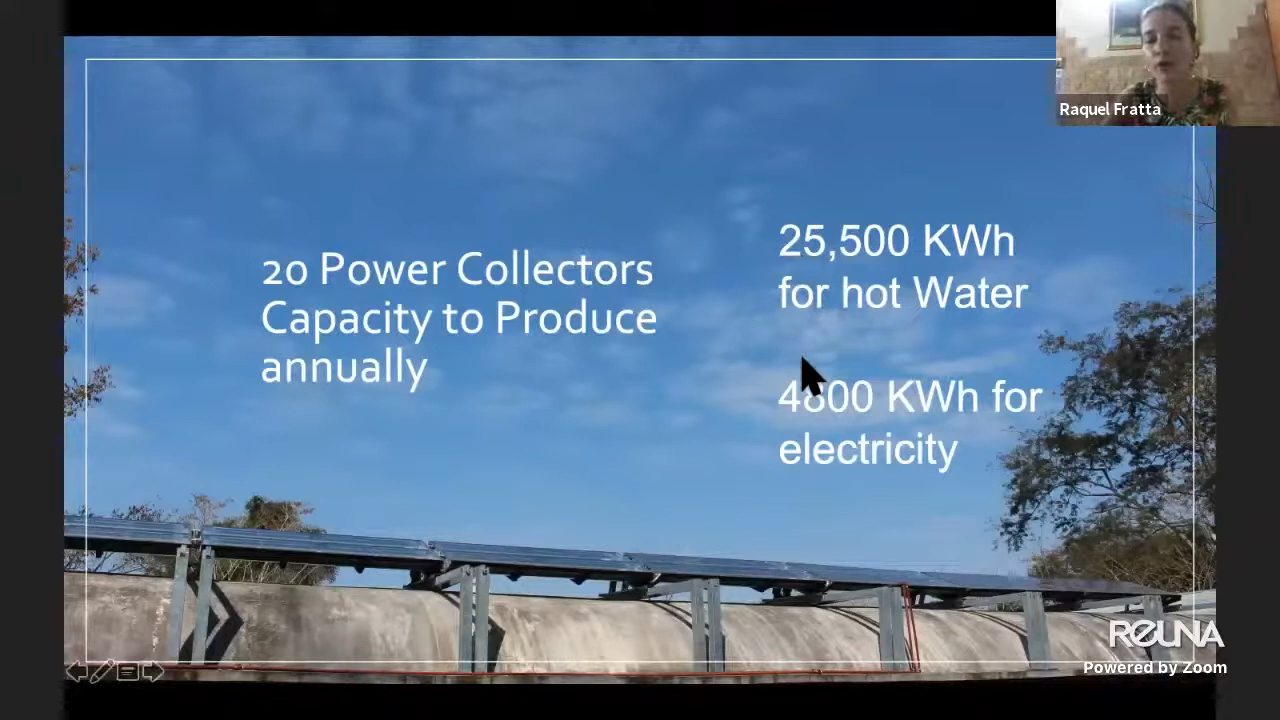 Raquel Fratta
20 Power Collectors
Capacity to Produce
annually
25,500 KWh
for hot Water
4800 KWh for
electricity
REUNA
Powered by Zoom